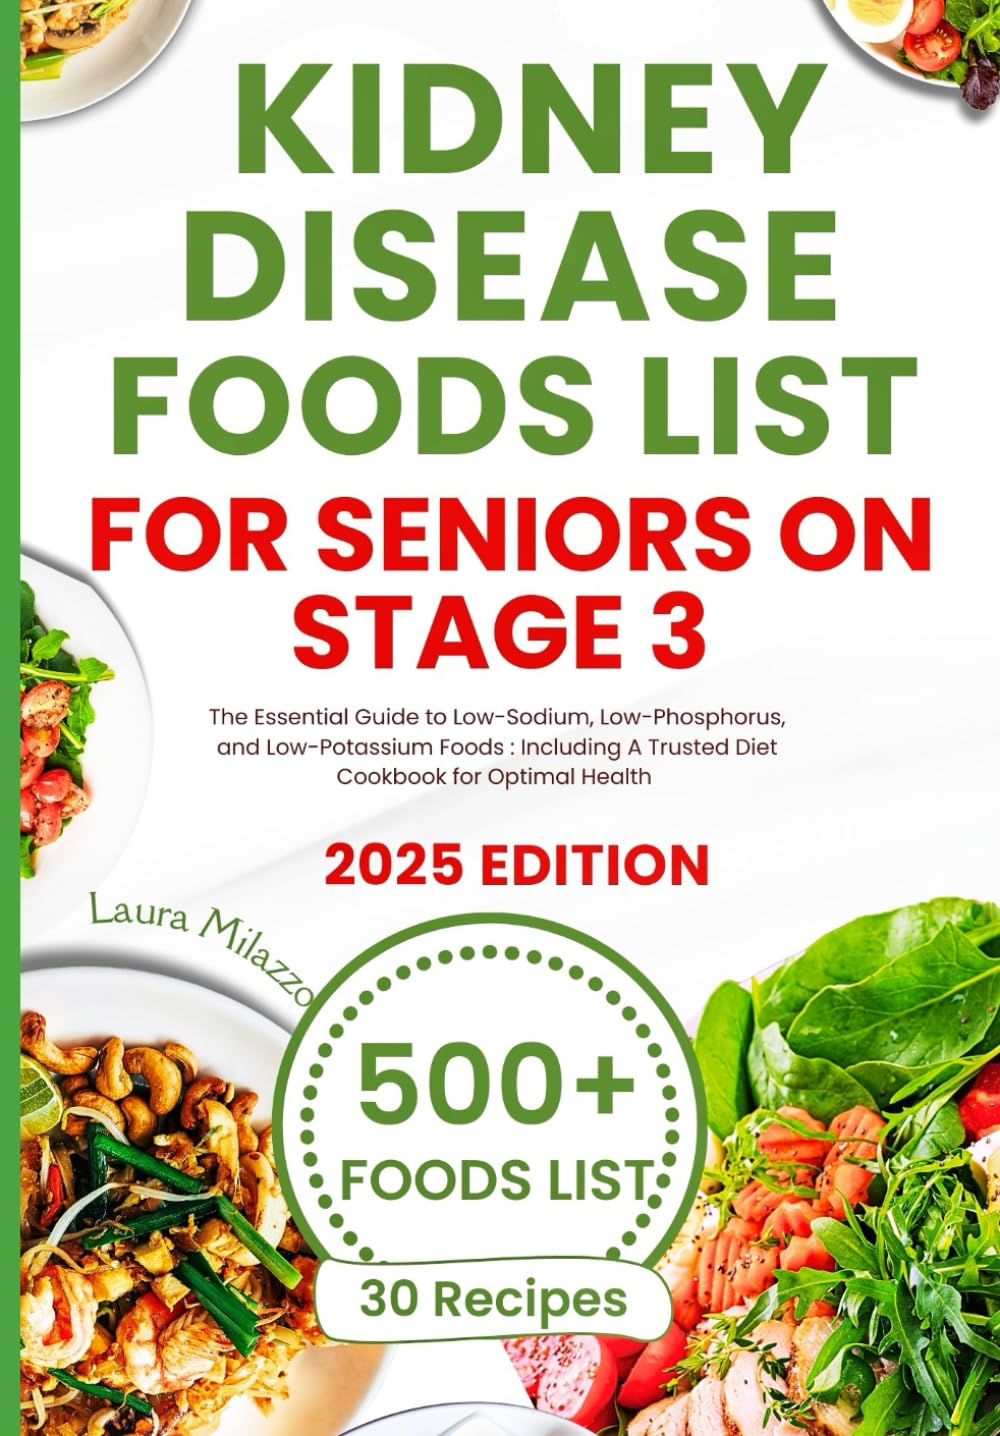 KIDNEY
DISEASE
FOODS LIST
FOR SENIORS ON
STAGE 3
The Essential Guide to Low-Sodium, Low-Phosphorus,
and Low-Potassium Foods : Including A Trusted Diet
Cookbook for Optimal Health
2025 EDITION
Laura Milazzo
500+
FOODS LIST
30 Recipes